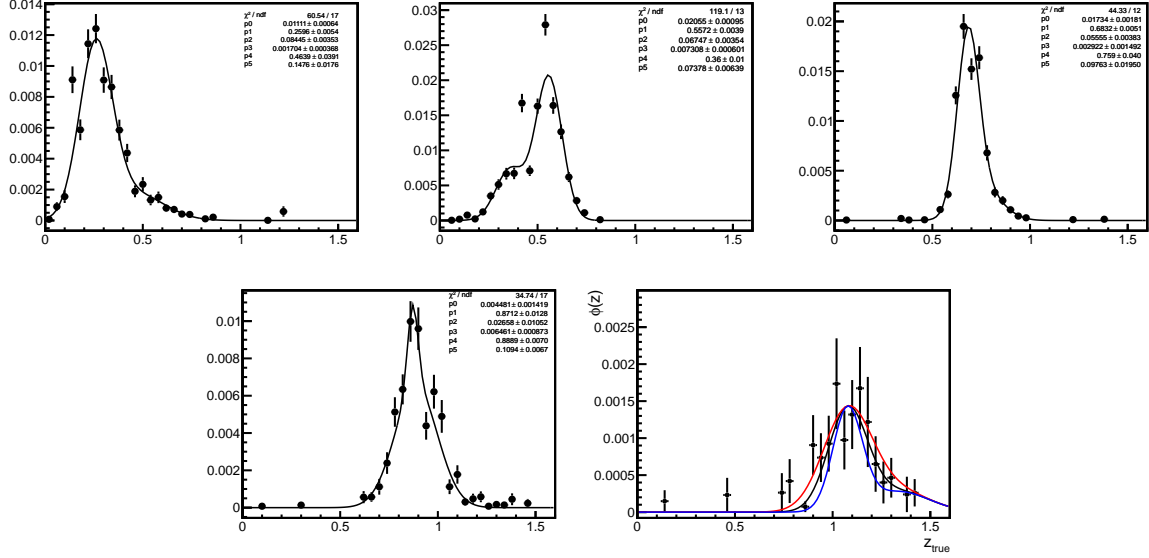 χ² / ndf 60.54 / 17
p0 0.01111 ± 0.00064
p1 0.2596 ± 0.0054
p2 0.08445 ± 0.00353
p3 0.001704 ± 0.000368
p4 0.4639 ± 0.0391
p5 0.1476 ± 0.0176
0.014
0.012
0.01
0.008
0.006
0.004
0.002
0
0 0.5 1 1.5
χ² / ndf 119.1 / 13
p0 0.02055 ± 0.00095
p1 0.5572 ± 0.0039
p2 0.06747 ± 0.00354
p3 0.007308 ± 0.000601
p4 0.36 ± 0.01
p5 0.07378 ± 0.00639
0.03
0.025
0.02
0.015
0.01
0.005
0
0 0.5 1 1.5
χ² / ndf 44.33 / 12
p0 0.01734 ± 0.00181
p1 0.6832 ± 0.0051
p2 0.05555 ± 0.00383
p3 0.002922 ± 0.001492
p4 0.759 ± 0.040
p5 0.09763 ± 0.01950
0.02
0.015
0.01
0.005
0
0 0.5 1 1.5
χ² / ndf 34.74 / 17
p0 0.004481 ± 0.001419
p1 0.8712 ± 0.0128
p2 0.02658 ± 0.01052
p3 0.006461 ± 0.000873
p4 0.8889 ± 0.0070
p5 0.1094 ± 0.0067
0.01
0.008
0.006
0.004
0.002
0
0 0.5 1 1.5
φ(z)
0.0025
0.002
0.0015
0.001
0.0005
0
0 0.5 1 1.5
z_true